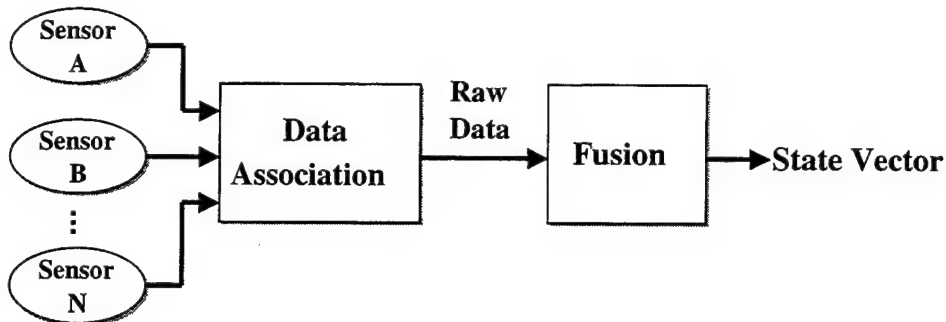 Sensor
A
Sensor
B
⋮
Sensor
N
Data
Association
Raw
Data
Fusion
State Vector